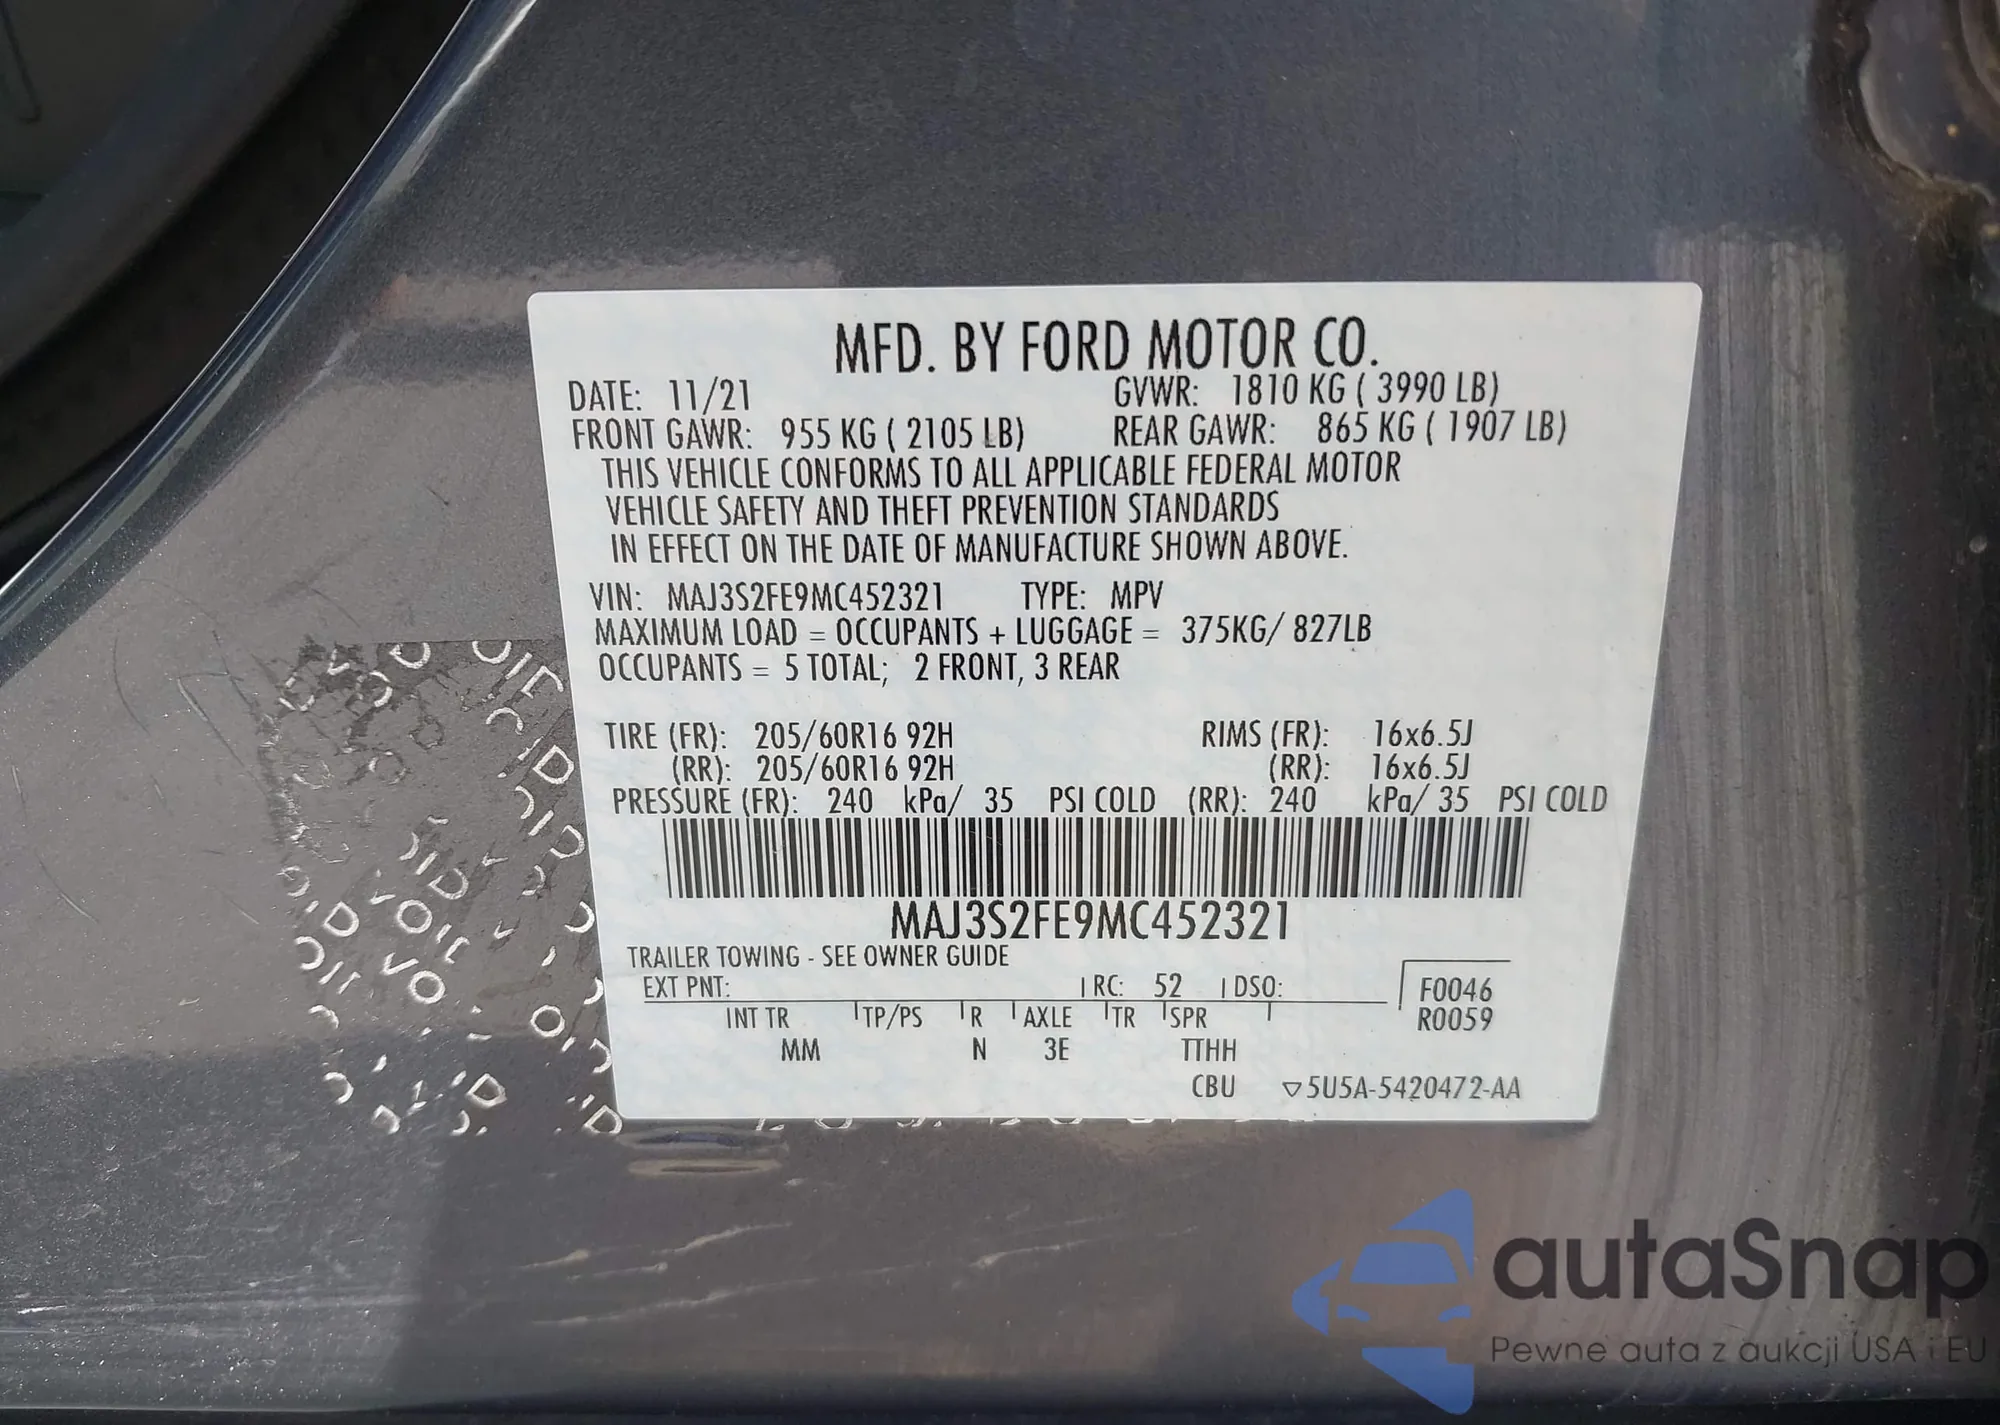 MFD. BY FORD MOTOR CO.
DATE: 11/21 GVWR: 1810 KG ( 3990 LB)
FRONT GAWR: 955 KG ( 2105 LB) REAR GAWR: 865 KG ( 1907 LB)
THIS VEHICLE CONFORMS TO ALL APPLICABLE FEDERAL MOTOR
VEHICLE SAFETY AND THEFT PREVENTION STANDARDS
IN EFFECT ON THE DATE OF MANUFACTURE SHOWN ABOVE.
VIN: MAJ3S2FE9MC452321 TYPE: MPV
MAXIMUM LOAD = OCCUPANTS + LUGGAGE = 375KG/ 827LB
OCCUPANTS = 5 TOTAL; 2 FRONT, 3 REAR
TIRE (FR): 205/60R16 92H RIMS (FR): 16x6.5J
(RR): 205/60R16 92H (RR): 16x6.5J
PRESSURE (FR): 240 kPa/ 35 PSI COLD (RR): 240 kPa/ 35 PSI COLD
MAJ3S2FE9MC452321
TRAILER TOWING - SEE OWNER GUIDE
EXT PNT: RC: 52 DSO: F0046
INT TR TP/PS R AXLE TR SPR R0059
MM N 3E TTHH
CBU ▽5U5A-5420472-AA
autaSnap
Pewne auta z aukcji USA i EU